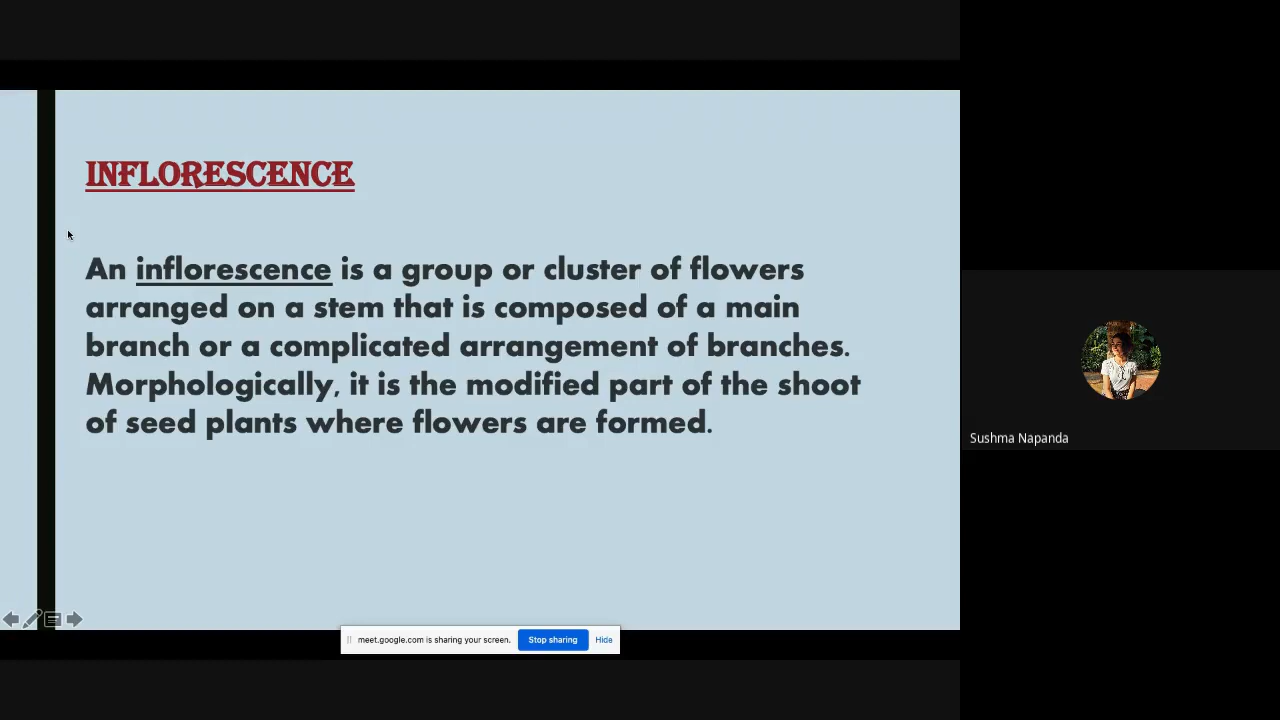 INFLORESCENCE
An inflorescence is a group or cluster of flowers
arranged on a stem that is composed of a main
branch or a complicated arrangement of branches.
Morphologically, it is the modified part of the shoot
of seed plants where flowers are formed.
Sushma Napanda
meet.google.com is sharing your screen. Stop sharing Hide